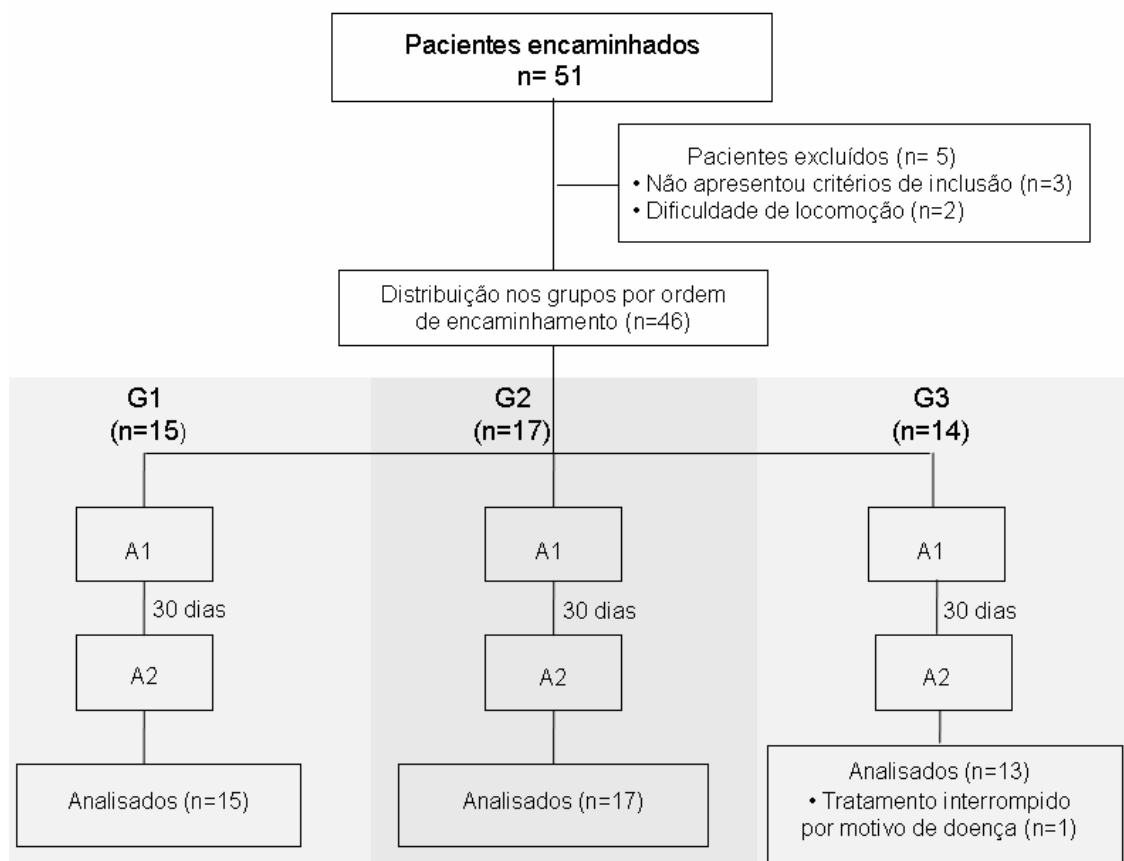 Pacientes encaminhados
n= 51
Pacientes excluídos (n= 5)
• Não apresentou critérios de inclusão (n=3)
• Dificuldade de locomoção (n=2)
Distribuição nos grupos por ordem
de encaminhamento (n=46)
G1
(n=15)
G2
(n=17)
G3
(n=14)
A1
A1
A1
30 dias
30 dias
30 dias
A2
A2
A2
Analisados (n=15)
Analisados (n=17)
Analisados (n=13)
• Tratamento interrompido
por motivo de doença (n=1)